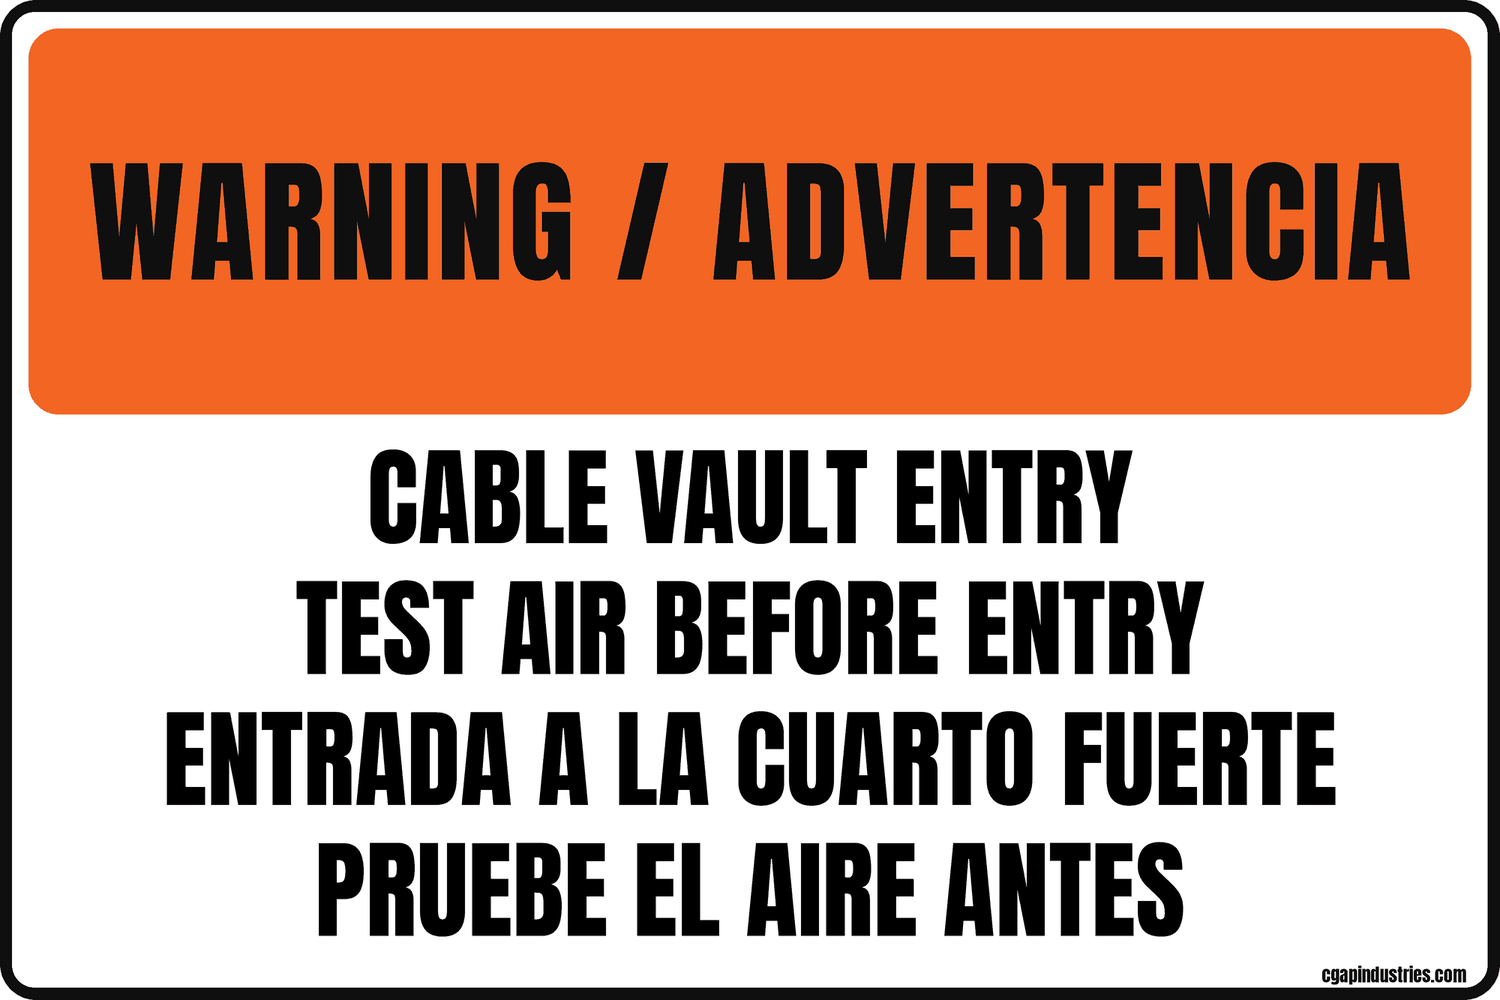 WARNING / ADVERTENCIA
CABLE VAULT ENTRY
TEST AIR BEFORE ENTRY
ENTRADA A LA CUARTO FUERTE
PRUEBE EL AIRE ANTES
cgapindustries.com